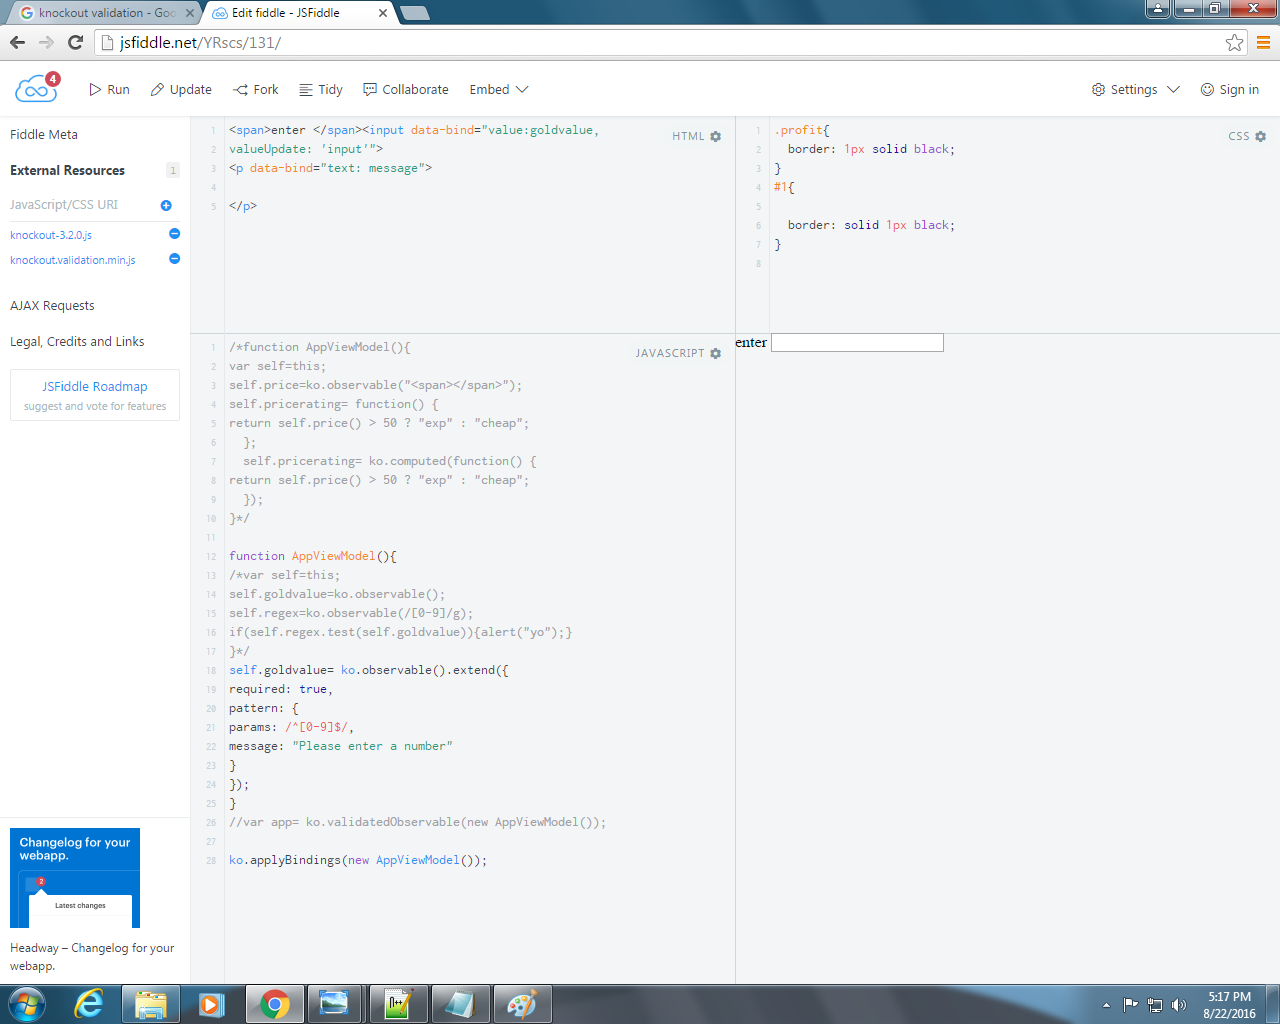 knockout validation - Goo
Edit fiddle - JSFiddle
jsfiddle.net/YRscs/131/
4
Run
Update
Fork
Tidy
Collaborate
Embed
Settings
Sign in
Fiddle Meta
External Resources 1
JavaScript/CSS URI
knockout-3.2.0.js
knockout.validation.min.js
AJAX Requests
Legal, Credits and Links
JSFiddle Roadmap
suggest and vote for features
Changelog for your
webapp.
2
Latest changes
Headway – Changelog for your
webapp.
HTML
1 <span>enter </span><input data-bind="value:goldvalue,
2 valueUpdate: 'input'">
3 <p data-bind="text: message">
4
5 </p>
CSS
1 .profit{
2 border: 1px solid black;
3 }
4 #1{
5
6 border: solid 1px black;
7 }
8
JAVASCRIPT
1 /*function AppViewModel(){
2 var self=this;
3 self.price=ko.observable("<span></span>");
4 self.pricerating= function() {
5 return self.price() > 50 ? "exp" : "cheap";
6 };
7 self.pricerating= ko.computed(function() {
8 return self.price() > 50 ? "exp" : "cheap";
9 });
10 }*/
11
12 function AppViewModel(){
13 /*var self=this;
14 self.goldvalue=ko.observable();
15 self.regex=ko.observable(/[0-9]/g);
16 if(self.regex.test(self.goldvalue)){alert("yo");}
17 }*/
18 self.goldvalue= ko.observable().extend({
19 required: true,
20 pattern: {
21 params: /^[0-9]$/,
22 message: "Please enter a number"
23 }
24 });
25 }
26 //var app= ko.validatedObservable(new AppViewModel());
27
28 ko.applyBindings(new AppViewModel());
enter
5:17 PM
8/22/2016